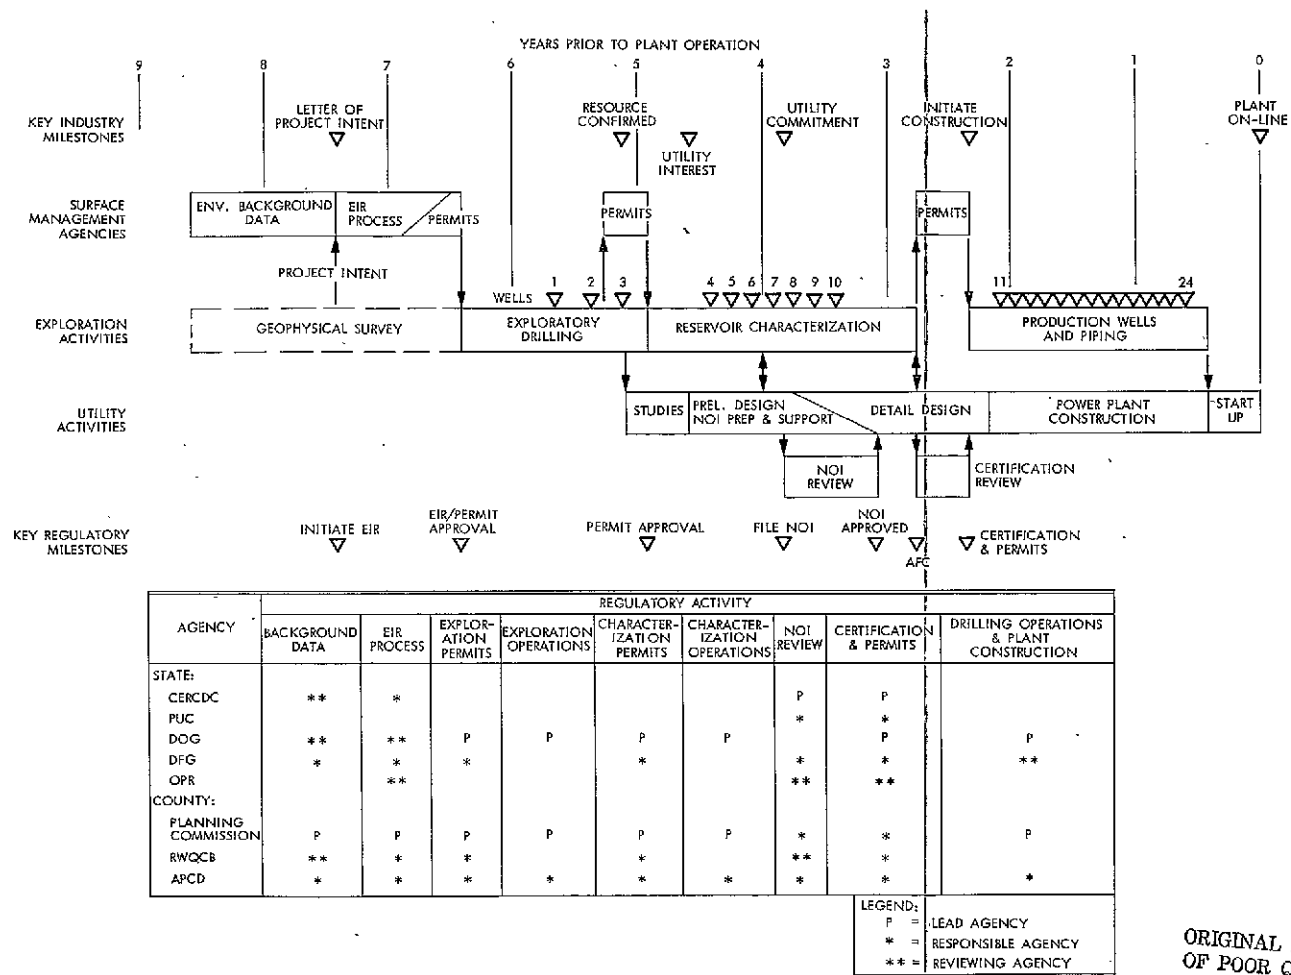 YEARS PRIOR TO PLANT OPERATION
9 8 7 6 5 4 3 2 1 0
KEY INDUSTRY
MILESTONES
LETTER OF
PROJECT INTENT
RESOURCE
CONFIRMED
UTILITY
INTEREST
UTILITY
COMMITMENT
INITIATE
CONSTRUCTION
PLANT
ON-LINE
SURFACE
MANAGEMENT
AGENCIES
ENV. BACKGROUND
DATA
EIR
PROCESS
PERMITS
PERMITS
PERMITS
PROJECT INTENT
WELLS 1 2 3 4 5 6 7 8 9 10 11 24
EXPLORATION
ACTIVITIES
GEOPHYSICAL SURVEY
EXPLORATORY
DRILLING
RESERVOIR CHARACTERIZATION
PRODUCTION WELLS
AND PIPING
UTILITY
ACTIVITIES
STUDIES
PREL. DESIGN
NOI PREP & SUPPORT
DETAIL DESIGN
POWER PLANT
CONSTRUCTION
START
UP
NOI
REVIEW
CERTIFICATION
REVIEW
KEY REGULATORY
MILESTONES
INITIATE EIR
EIR/PERMIT
APPROVAL
PERMIT APPROVAL
FILE NOI
NOI
APPROVED
AFC
CERTIFICATION
& PERMITS
AGENCY
REGULATORY ACTIVITY
BACKGROUND
DATA
EIR
PROCESS
EXPLOR-
ATION
PERMITS
EXPLORATION
OPERATIONS
CHARACTER-
IZATION
PERMITS
CHARACTER-
IZATION
OPERATIONS
NOI
REVIEW
CERTIFICATION
& PERMITS
DRILLING OPERATIONS
& PLANT
CONSTRUCTION
STATE:
CERCDC ** * P P
PUC * *
DOG ** ** P P P P P P
DFG * * * * * * **
OPR ** ** **
COUNTY:
PLANNING
COMMISSION P P P P P P * * P
RWQCB ** * * * ** *
APCD * * * * * * * * *
LEGEND:
P = LEAD AGENCY
* = RESPONSIBLE AGENCY
** = REVIEWING AGENCY
ORIGINAL
OF POOR